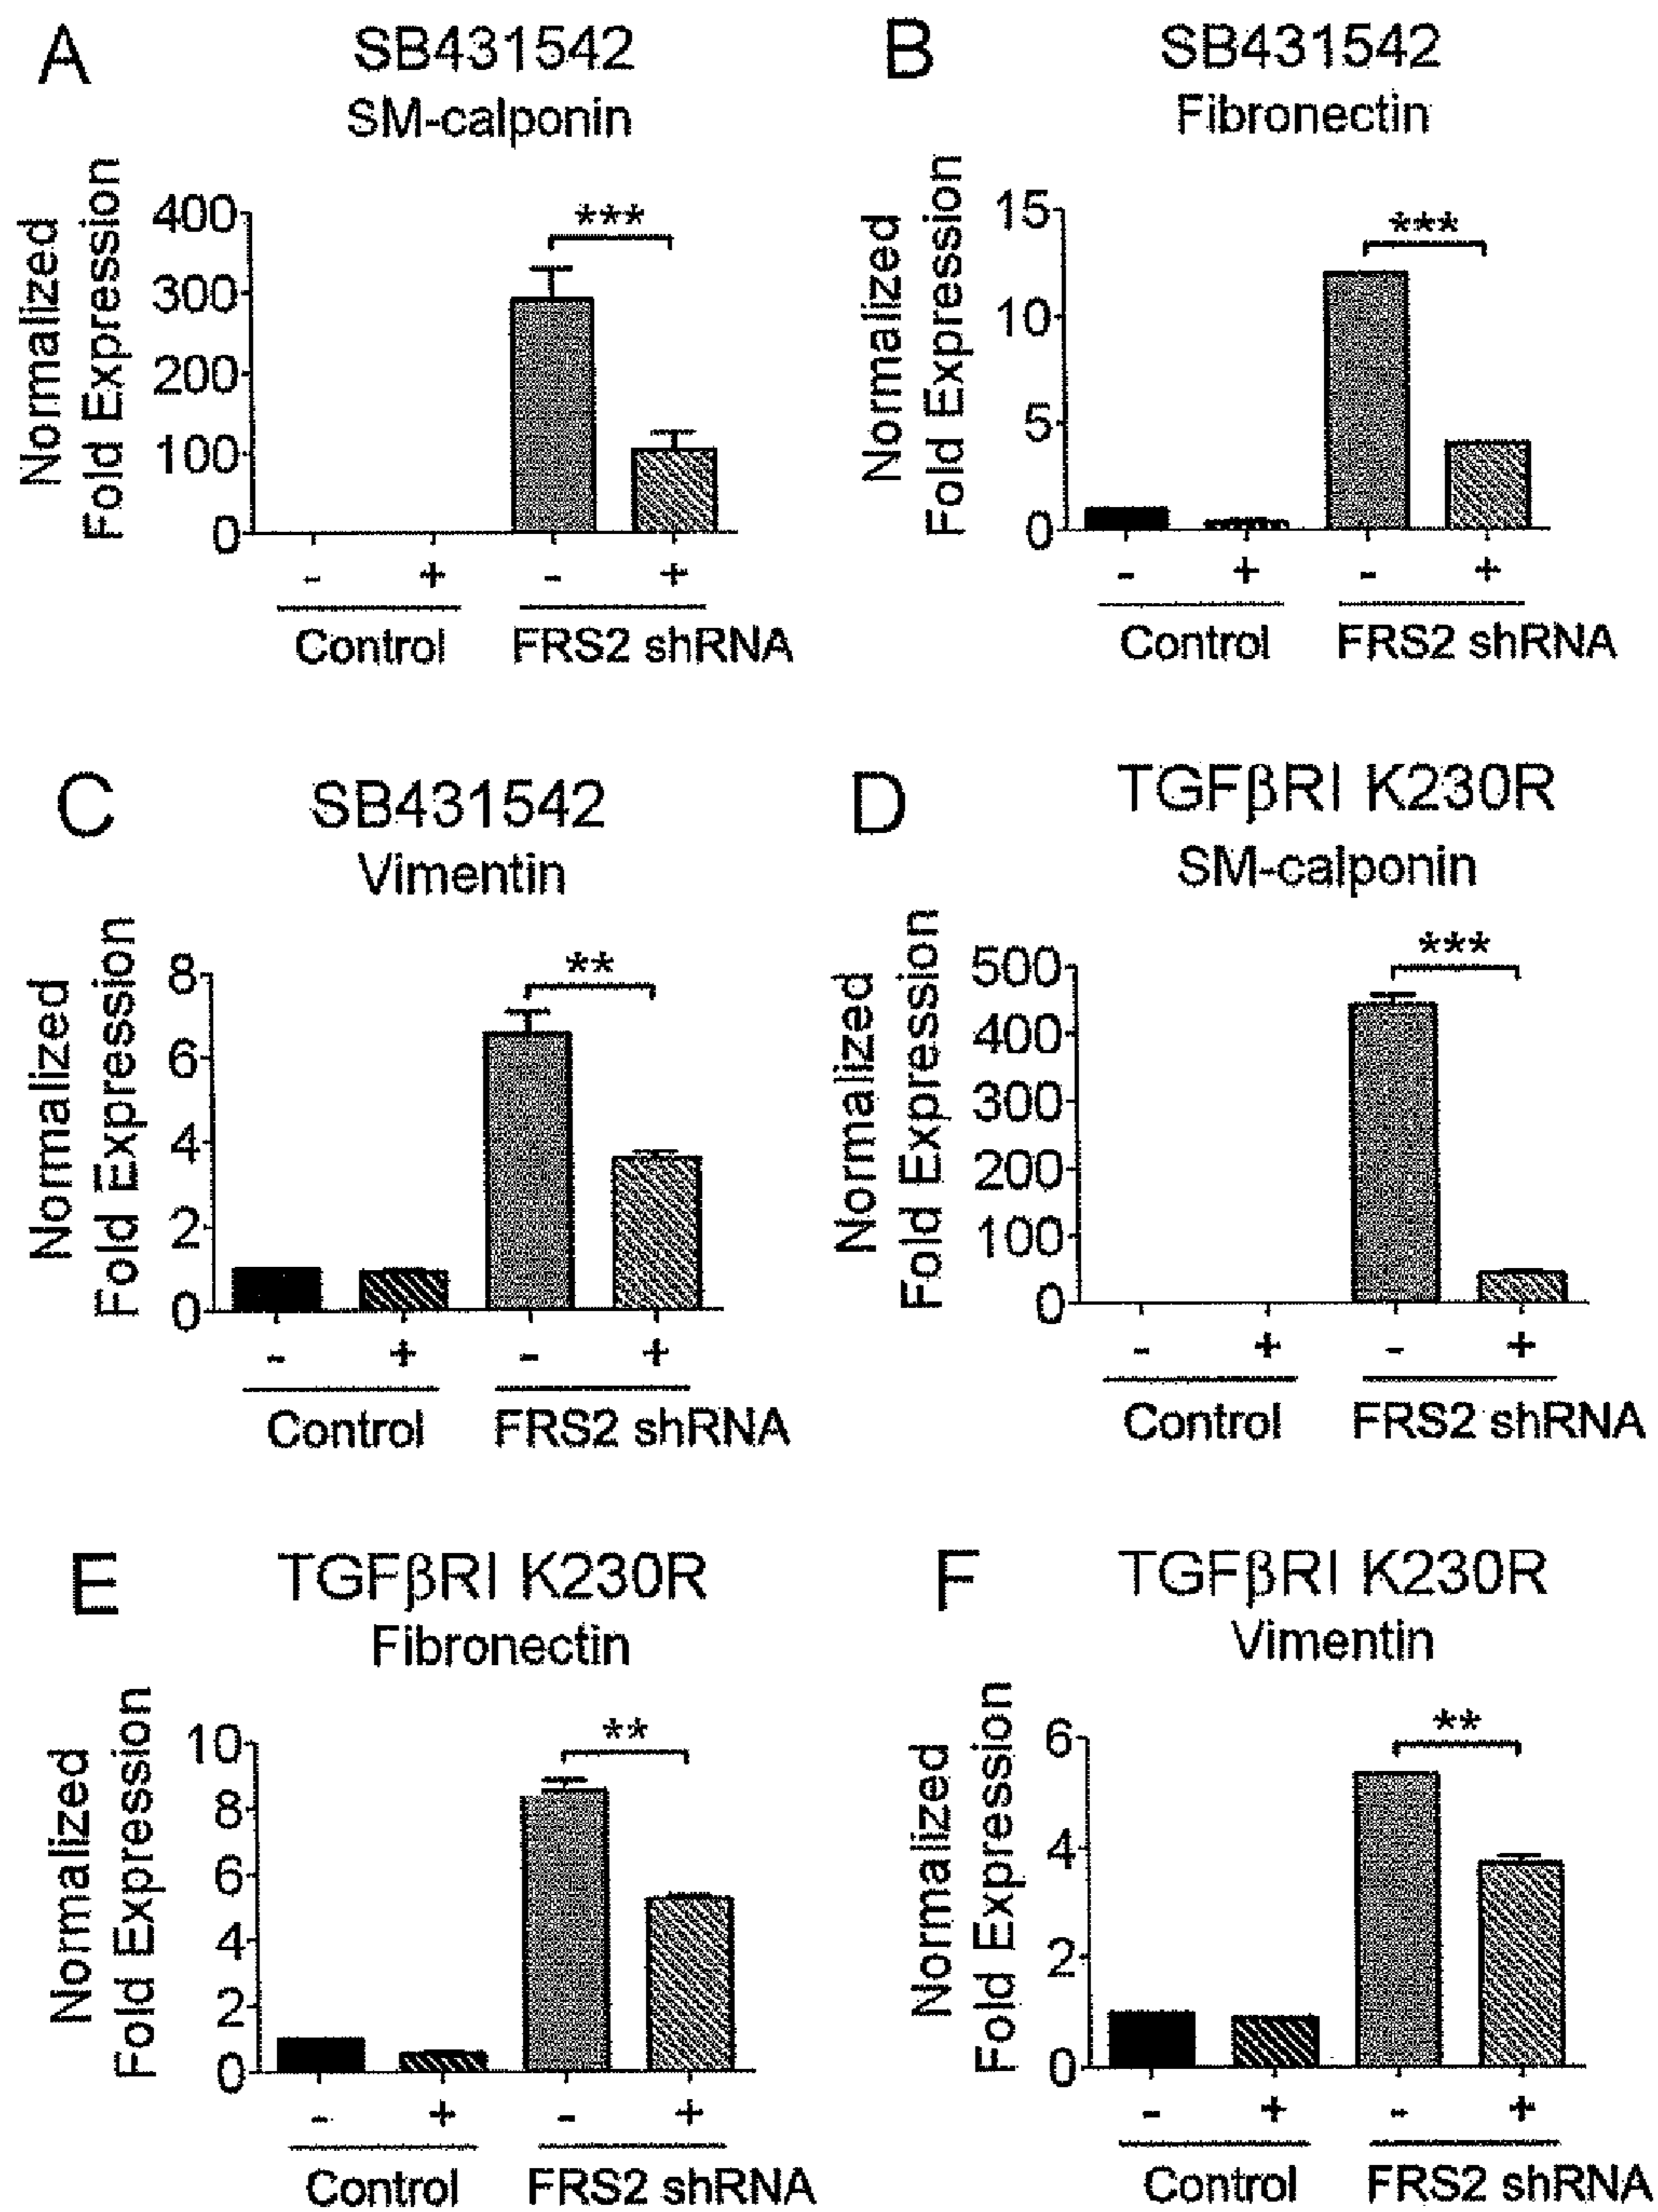 A
SB431542
SM-calponin
Normalized
Fold Expression
400
300
200
100
0
***
- + - +
Control FRS2 shRNA
B
SB431542
Fibronectin
Normalized
Fold Expression
15
10
5
0
***
- + - +
Control FRS2 shRNA
C
SB431542
Vimentin
Normalized
Fold Expression
8
6
4
2
0
**
- + - +
Control FRS2 shRNA
D
TGFβRI K230R
SM-calponin
Normalized
Fold Expression
500
400
300
200
100
0
***
- + - +
Control FRS2 shRNA
E
TGFβRI K230R
Fibronectin
Normalized
Fold Expression
10
8
6
4
2
0
**
- + - +
Control FRS2 shRNA
F
TGFβRI K230R
Vimentin
Normalized
Fold Expression
6
4
2
0
**
- + - +
Control FRS2 shRNA